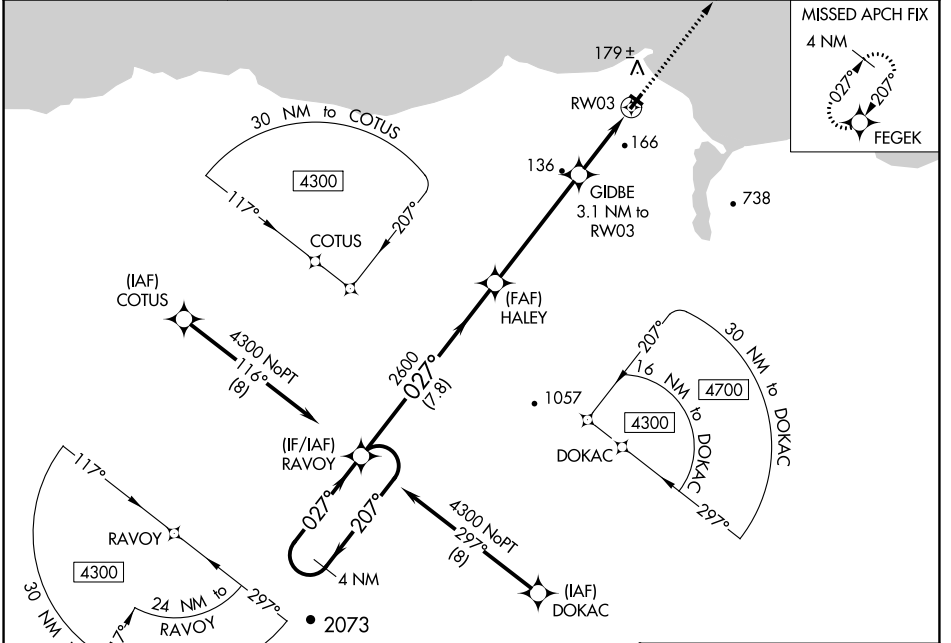 MISSED APCH FIX
4 NM
027°
207°
FEGEK
179±
RW03
166
136
GIDBE
3.1 NM to
RW03
738
30 NM to COTUS
4300
117°
207°
COTUS
(IAF)
COTUS
4300 NoPT
116°
(8)
(FAF)
HALEY
2600
027°
(7.8)
1057
207°
30 NM to DOKAC
4700
16 NM to DOKAC
4300
DOKAC
297°
(IF/IAF)
RAVOY
027°
207°
4 NM
4300 NoPT
297°
(8)
(IAF)
DOKAC
117°
RAVOY
4300
297°
24 NM to
RAVOY
30 NM
7°
2073